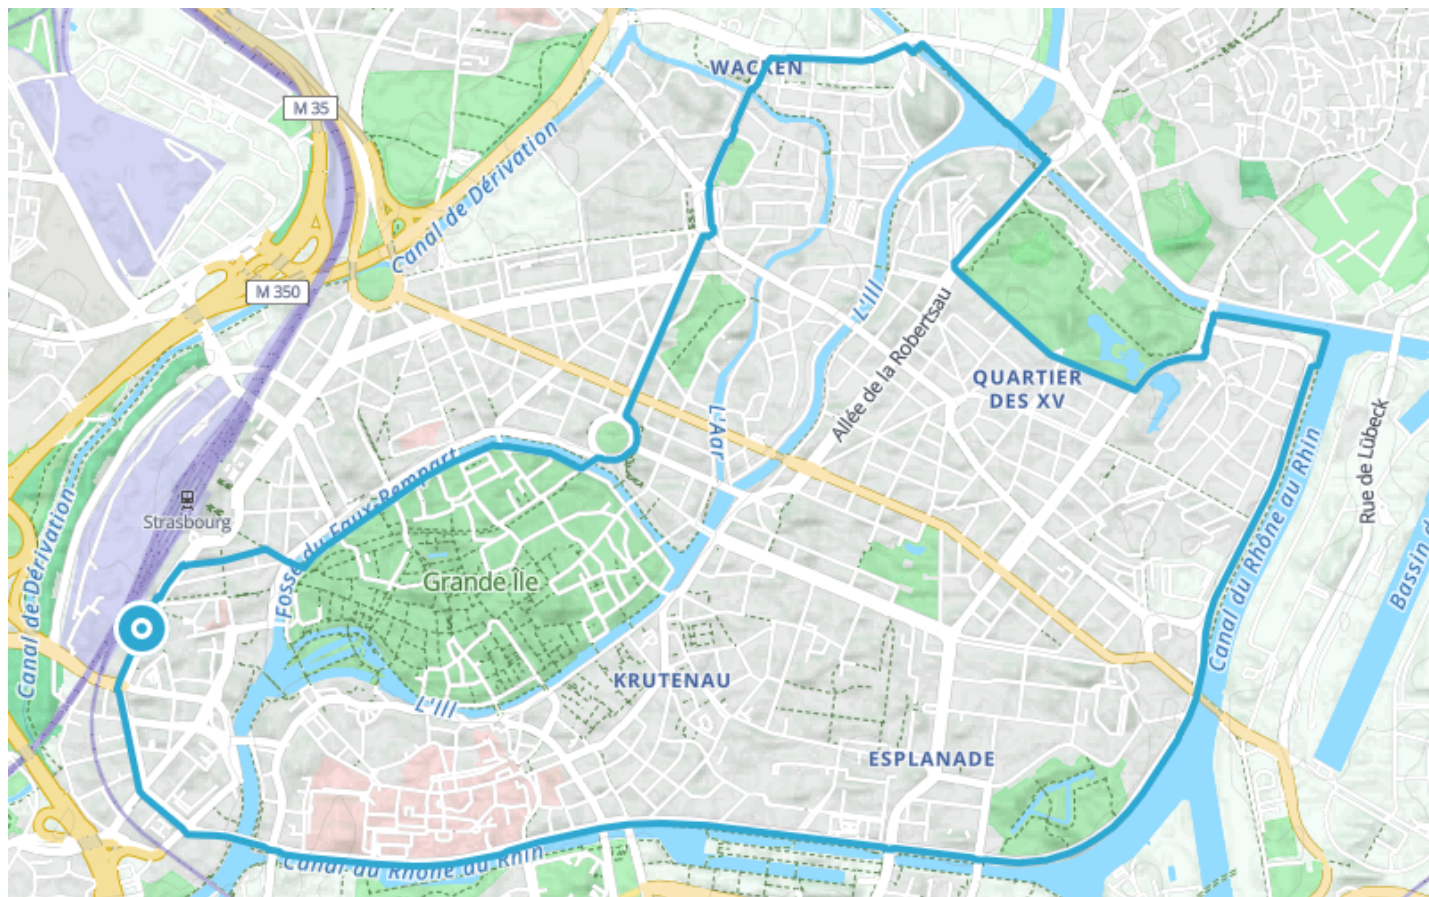 WACKEN
M 35
Canal de Dérivation
M 350
L'Ill
Allée de la Robertsau
QUARTIER
DES XV
L'Aar
Rue de Lübeck
Canal du Rhône au Rhin
Bassin d
Fossé du Faux-Rempart
Strasbourg
Canal de Dérivation
Grande Île
KRUTENAU
L'Ill
ESPLANADE
Canal du Rhône au Rhin